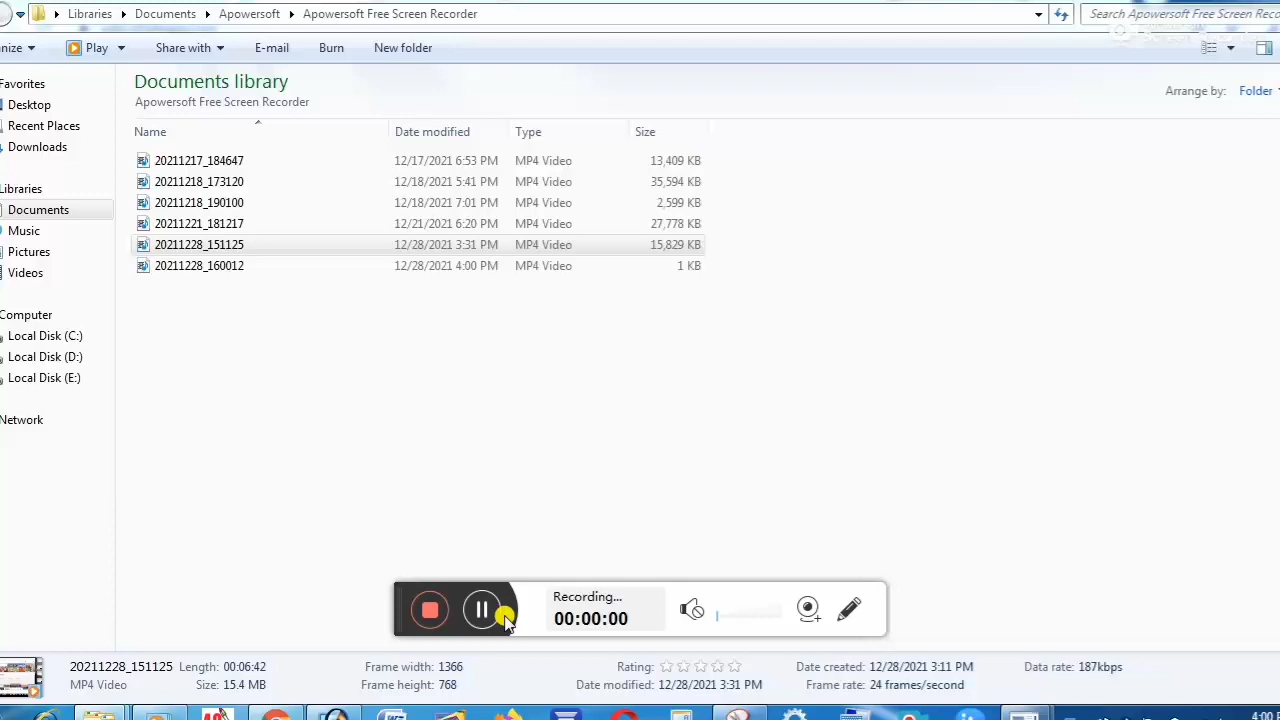 Libraries Documents Apowersoft Apowersoft Free Screen Recorder Search Apowersoft Free Screen Reco
nize Play Share with E-mail Burn New folder
Favorites
Desktop
Recent Places
Downloads
Libraries
Documents
Music
Pictures
Videos
Computer
Local Disk (C:)
Local Disk (D:)
Local Disk (E:)
Network
Documents library
Apowersoft Free Screen Recorder
Arrange by: Folder
Name Date modified Type Size
20211217_184647 12/17/2021 6:53 PM MP4 Video 13,409 KB
20211218_173120 12/18/2021 5:41 PM MP4 Video 35,594 KB
20211218_190100 12/18/2021 7:01 PM MP4 Video 2,599 KB
20211221_181217 12/21/2021 6:20 PM MP4 Video 27,778 KB
20211228_151125 12/28/2021 3:31 PM MP4 Video 15,829 KB
20211228_160012 12/28/2021 4:00 PM MP4 Video 1 KB
Recording...
00:00:00
20211228_151125 Length: 00:06:42 Frame width: 1366 Rating: Date created: 12/28/2021 3:11 PM Data rate: 187kbps
MP4 Video Size: 15.4 MB Frame height: 768 Date modified: 12/28/2021 3:31 PM Frame rate: 24 frames/second